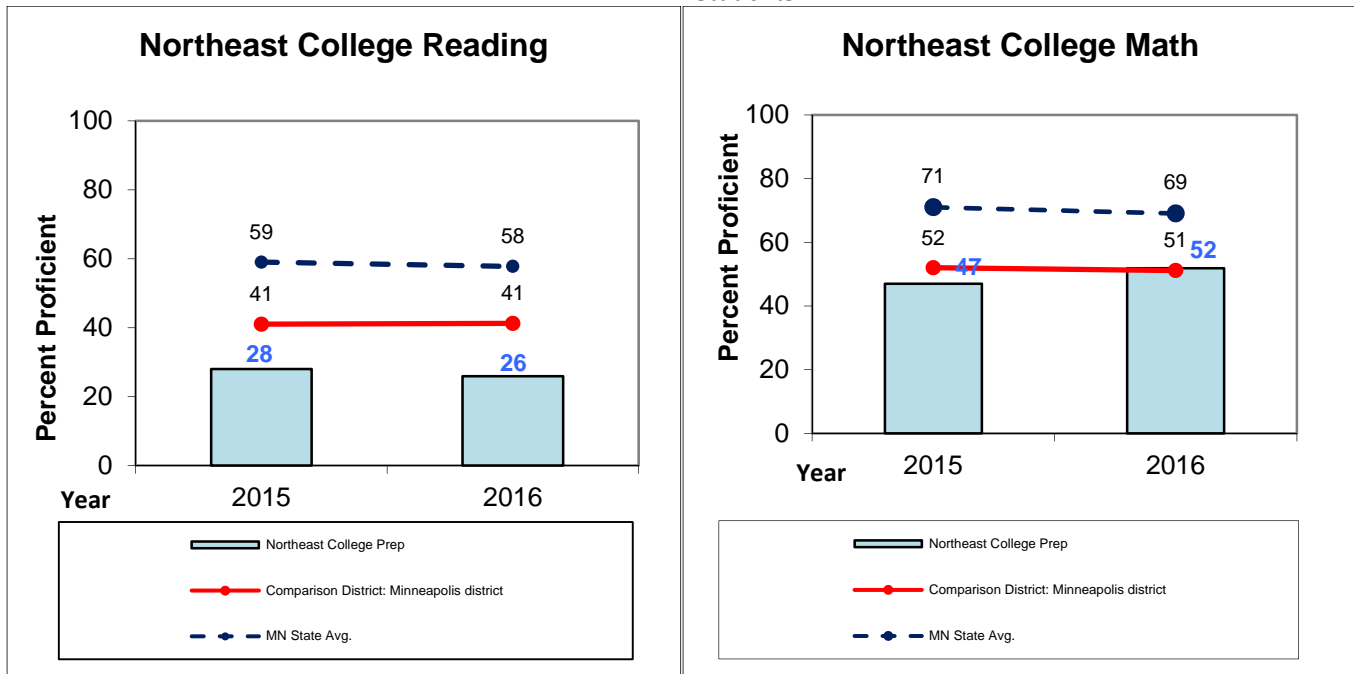 Northeast College Reading
Percent Proficient
100
80
60
40
20
0
59
58
41
41
28
26
Year
2015
2016
Northeast College Prep
Comparison District: Minneapolis district
MN State Avg.
Northeast College Math
Percent Proficient
100
80
60
40
20
0
71
69
52
51
47
52
Year
2015
2016
Northeast College Prep
Comparison District: Minneapolis district
MN State Avg.